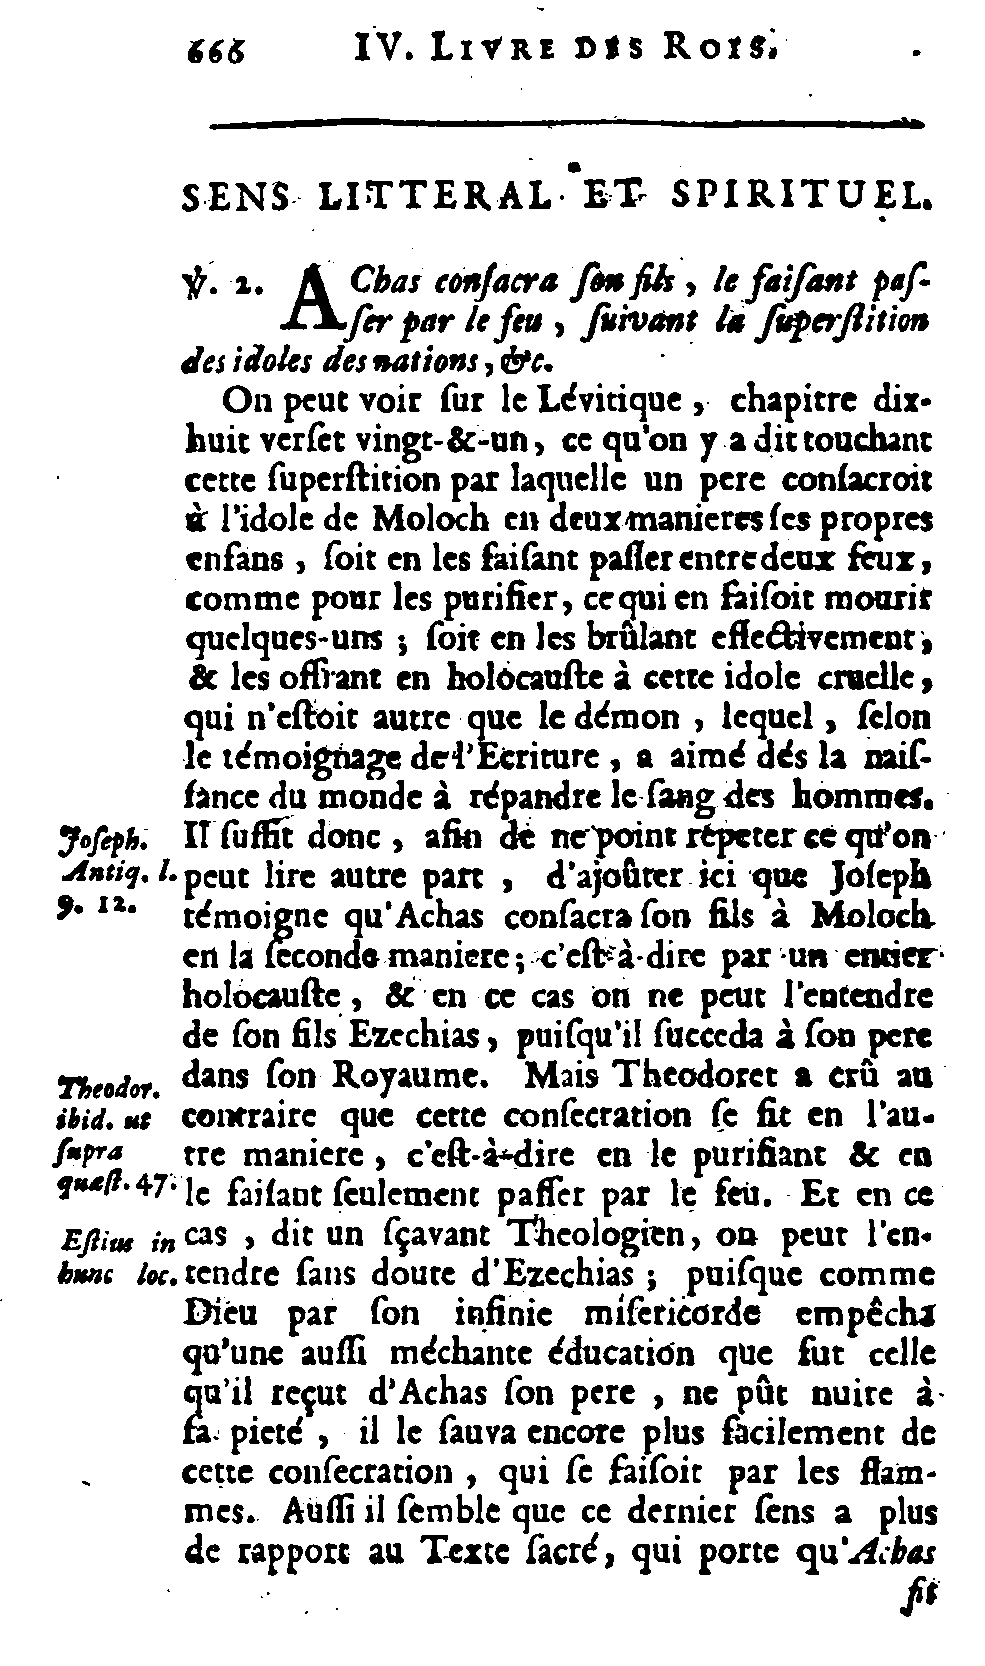 666 IV. LIVRE DES ROIS.
SENS LITTERAL ET SPIRITUEL.
℣. 2. AChas conſacra ſon fils, le faiſant paſ-
ſer par le feu, ſuivant la ſuperſtition
des idoles des nations, &c.
On peut voir ſur le Lévitique, chapitre dix-
huit verſet vingt-&-un, ce qu'on y a dit touchant
cette ſuperſtition par laquelle un pere conſacroit
à l'idole de Moloch en deux manieres ſes propres
enfans, ſoit en les faiſant paſſer entre deux feux,
comme pour les purifier, ce qui en faiſoit mourir
quelques-uns; ſoit en les brûlant effectivement,
& les offrant en holocauſte à cette idole cruelle,
qui n'eſtoit autre que le démon, lequel, ſelon
le témoignage de l'Ecriture, a aimé dés la naiſ-
ſance du monde à répandre le ſang des hommes.
Joſeph. Il ſuffit donc, afin de ne point répeter ce qu'on
Antiq. l. peut lire autre part, d'ajoûter ici que Joſeph
9. 12. témoigne qu'Achas conſacra ſon fils à Moloch
en la ſeconde maniere; c'eſt-à-dire par un entier
holocauſte, & en ce cas on ne peut l'entendre
de ſon fils Ezechias, puiſqu'il ſucceda à ſon pere
Theodor. dans ſon Royaume. Mais Theodoret a crû au
ibid. ut contraire que cette conſecration ſe fit en l'au-
ſupra tre maniere, c'eſt-à-dire en le purifiant & en
quæſt. 47. le faiſant ſeulement paſſer par le feu. Et en ce
Eſtius in cas, dit un ſçavant Theologien, on peut l'en-
hunc loc. tendre ſans doute d'Ezechias; puiſque comme
Dieu par ſon infinie miſericorde empêcha
qu'une auſſi méchante éducation que fut celle
qu'il reçut d'Achas ſon pere, ne pût nuire à
ſa pieté, il le ſauva encore plus facilement de
cette conſecration, qui ſe faiſoit par les flam-
mes. Auſſi il ſemble que ce dernier ſens a plus
de rapport au Texte ſacré, qui porte qu'Achas
fit